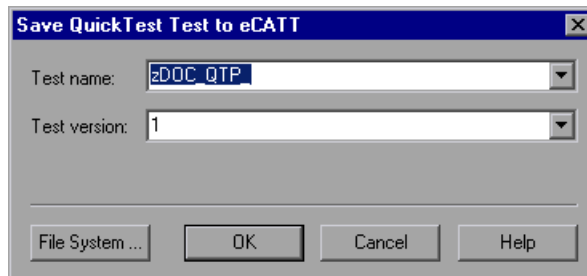 Save QuickTest Test to eCATT
Test name: zDOC_QTP_
Test version: 1
File System ... OK Cancel Help